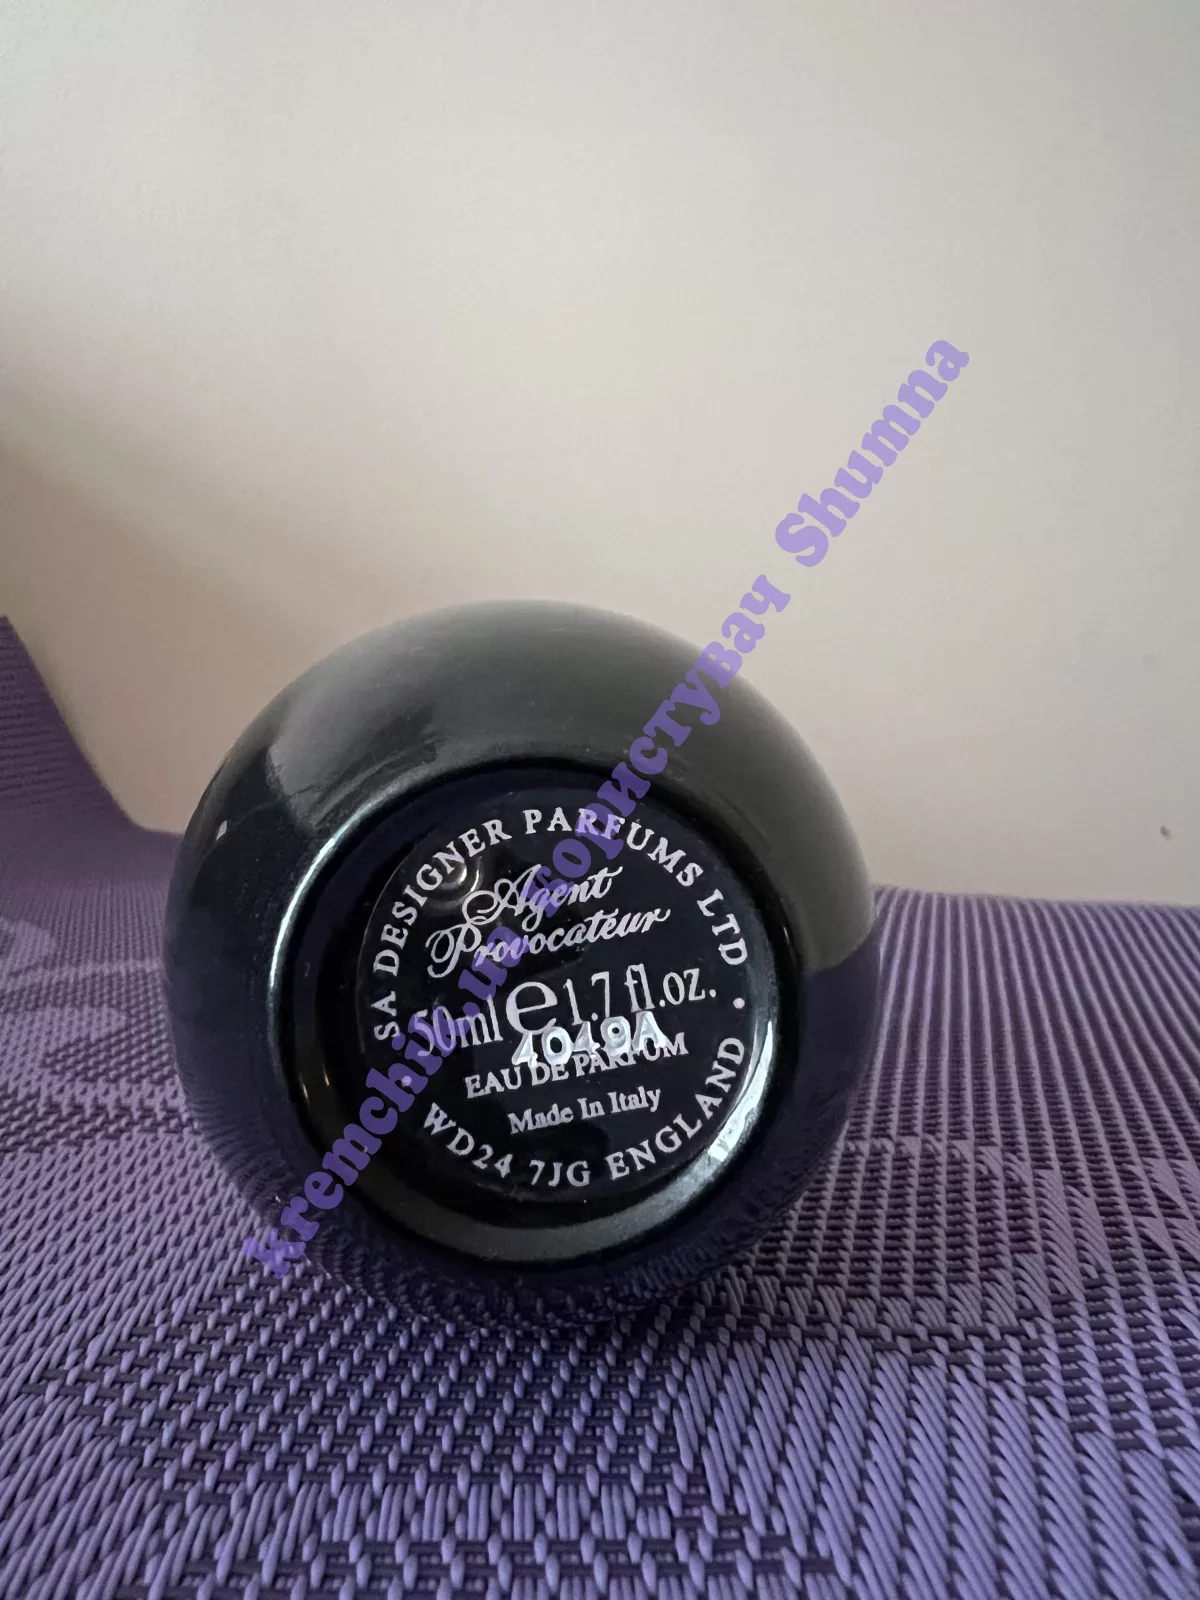 SA DESIGNER PARFUMS LTD
Agent
Provocateur
50ml e 1.7 fl.oz.
4049A
EAU DE PARFUM
Made In Italy
WD24 7JG ENGLAND
kremchik.ua користувач Shumna